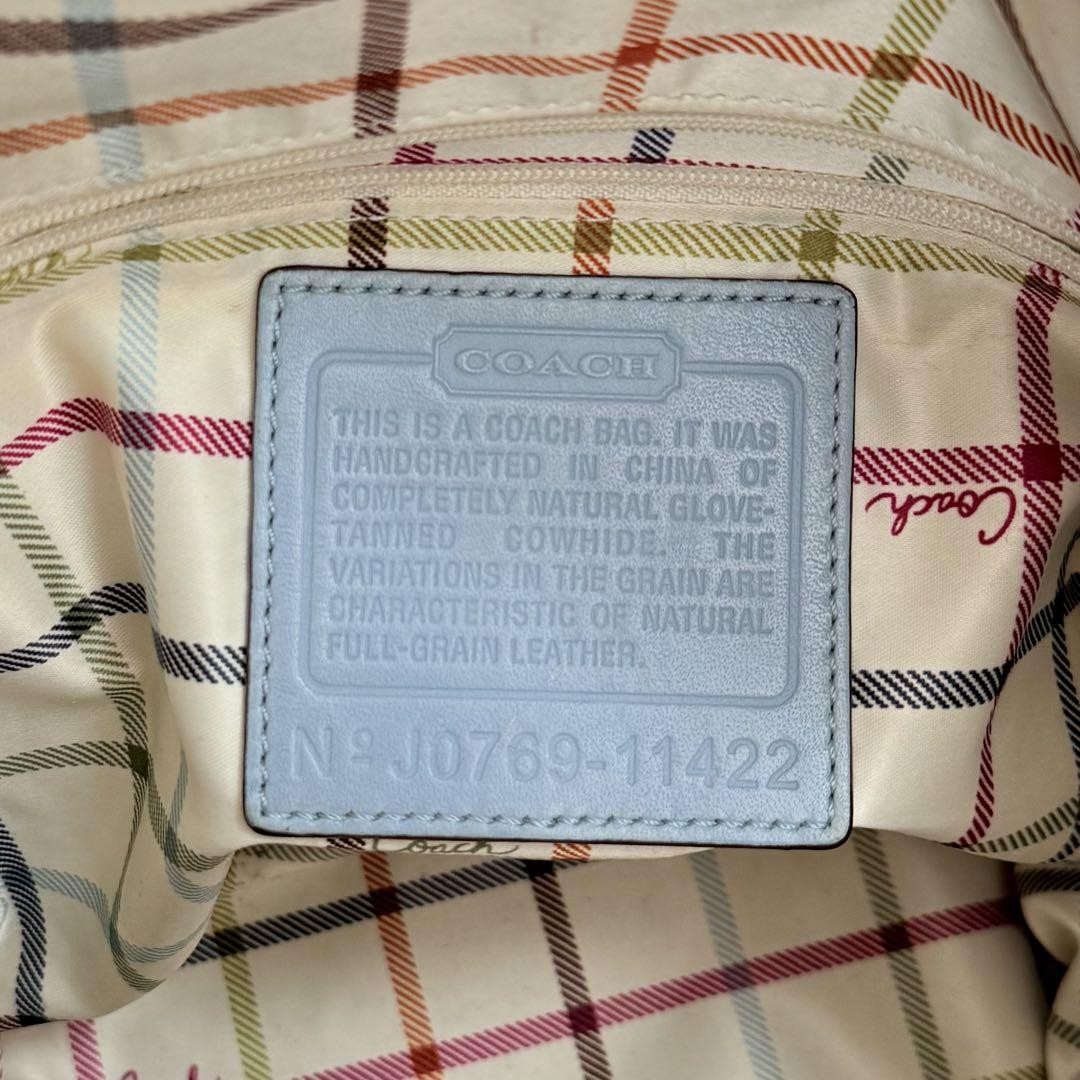 COACH
THIS IS A COACH BAG. IT WAS
HANDCRAFTED IN CHINA OF
COMPLETELY NATURAL GLOVE-
TANNED COWHIDE. THE
VARIATIONS IN THE GRAIN ARE
CHARACTERISTIC OF NATURAL
FULL-GRAIN LEATHER.
Nº J0769-11422
Coach
Coach